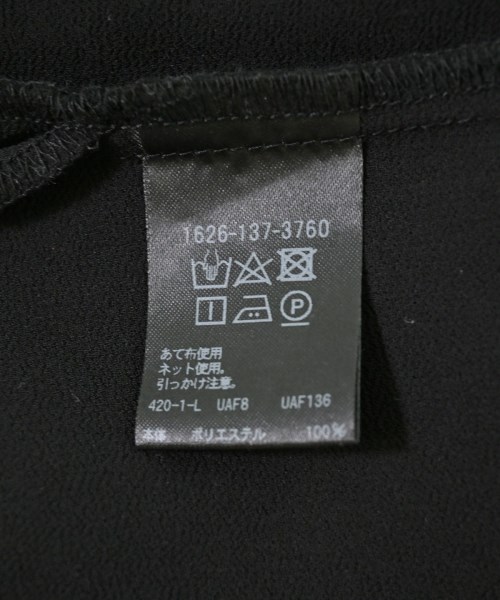 1626-137-3760
P
あて布使用
ネット使用。
引っかけ注意。
420-1-L UAF8 UAF136
本体 ポリエステル 100%